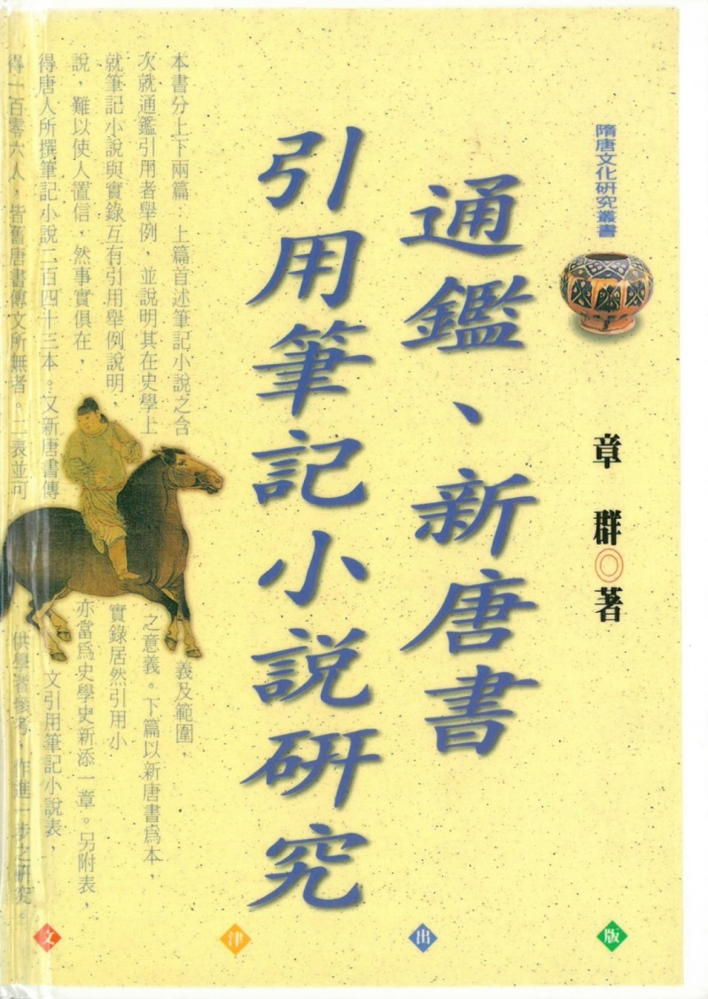 隋唐文化研究叢書
章群◎著
通鑑、新唐書
引用筆記小說研究
本書分上下兩篇：上篇首述筆記小說之含義及範圍，
次就通鑑引用者舉例，並說明其在史學上之意義。下篇以新唐書為本，
就筆記小說與實錄互有引用舉例說明，實錄居然引用小
說，難以使人置信，然事實俱在，亦當為史學史新添一章。另附表，
得唐人所撰筆記小說二百四十三本。又新唐書傳文引用筆記小說表，
得一百零六人，皆舊唐書傳文所無者。二表並可供學者參考，作進一步之研究。
文津出版